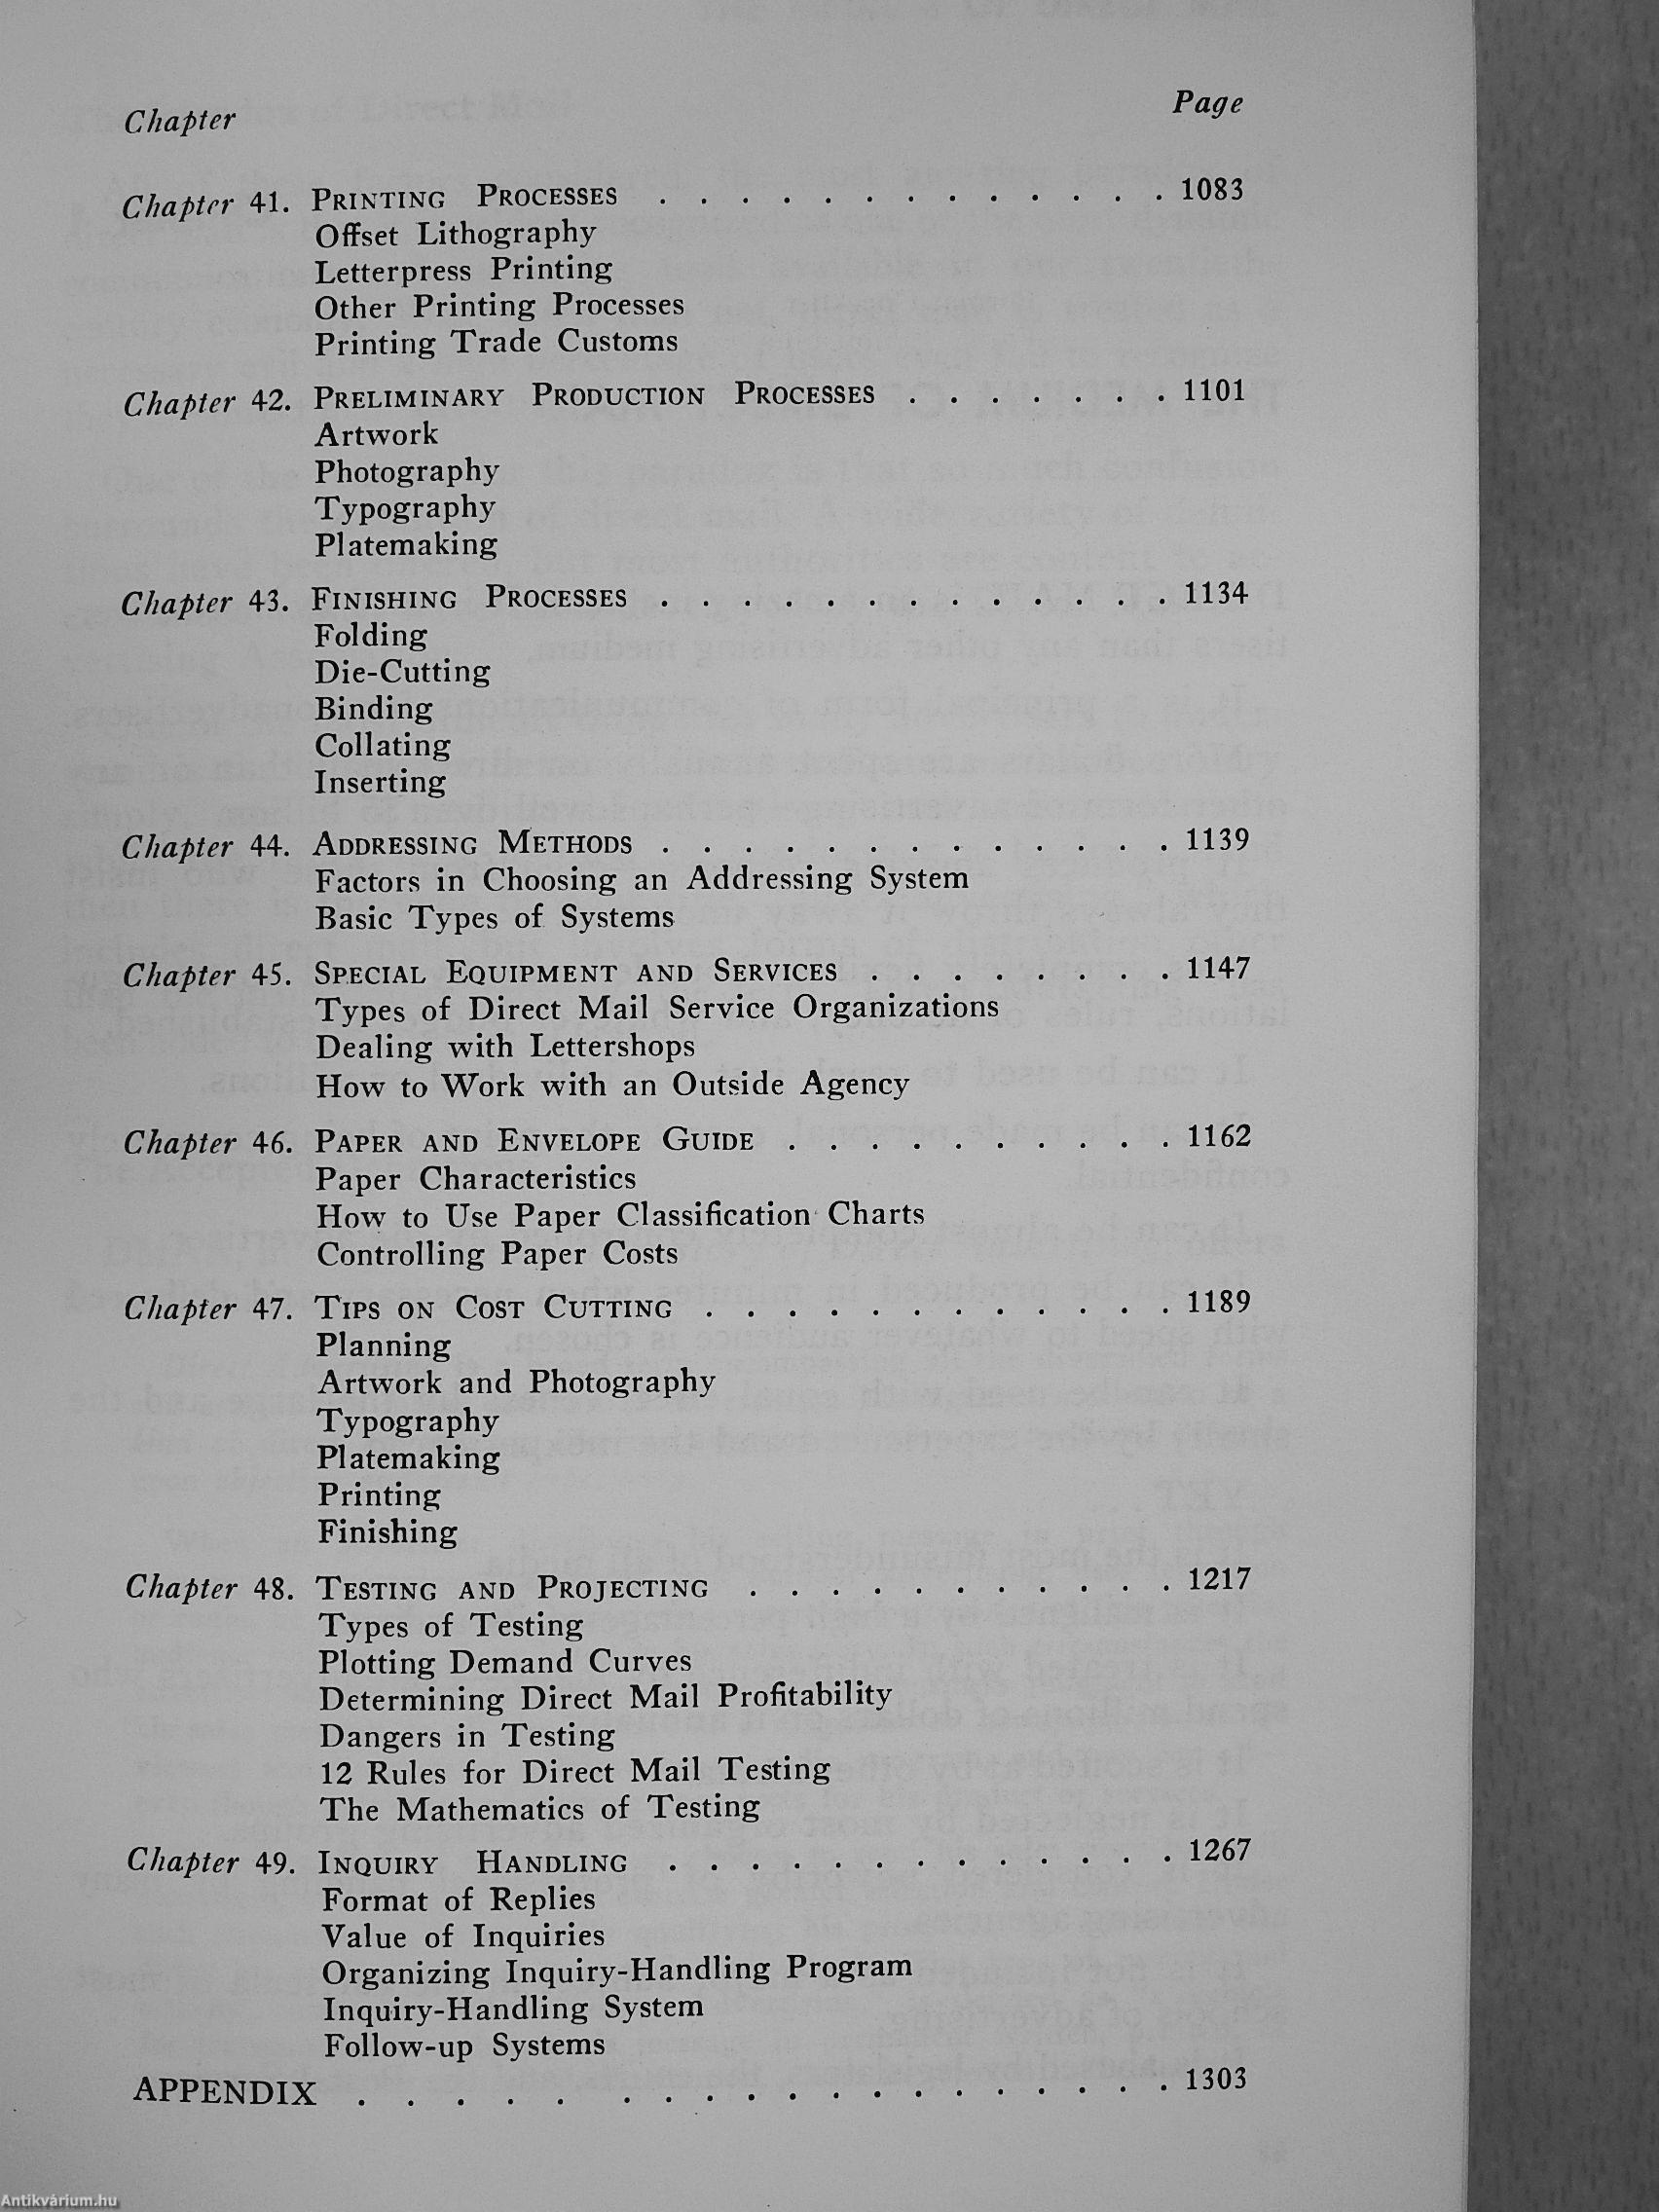 Chapter Page
Chapter 41. PRINTING PROCESSES . . . . . . . . . . . . . 1083
Offset Lithography
Letterpress Printing
Other Printing Processes
Printing Trade Customs
Chapter 42. PRELIMINARY PRODUCTION PROCESSES . . . . . . . 1101
Artwork
Photography
Typography
Platemaking
Chapter 43. FINISHING PROCESSES . . . . . . . . . . . . . 1134
Folding
Die-Cutting
Binding
Collating
Inserting
Chapter 44. ADDRESSING METHODS . . . . . . . . . . . . . 1139
Factors in Choosing an Addressing System
Basic Types of Systems
Chapter 45. SPECIAL EQUIPMENT AND SERVICES . . . . . . . . 1147
Types of Direct Mail Service Organizations
Dealing with Lettershops
How to Work with an Outside Agency
Chapter 46. PAPER AND ENVELOPE GUIDE . . . . . . . . . . 1162
Paper Characteristics
How to Use Paper Classification Charts
Controlling Paper Costs
Chapter 47. TIPS ON COST CUTTING . . . . . . . . . . . . 1189
Planning
Artwork and Photography
Typography
Platemaking
Printing
Finishing
Chapter 48. TESTING AND PROJECTING . . . . . . . . . . . 1217
Types of Testing
Plotting Demand Curves
Determining Direct Mail Profitability
Dangers in Testing
12 Rules for Direct Mail Testing
The Mathematics of Testing
Chapter 49. INQUIRY HANDLING . . . . . . . . . . . . . 1267
Format of Replies
Value of Inquiries
Organizing Inquiry-Handling Program
Inquiry-Handling System
Follow-up Systems
APPENDIX . . . . . . . . . . . . . . . . . . . 1303
Antikvárium.hu